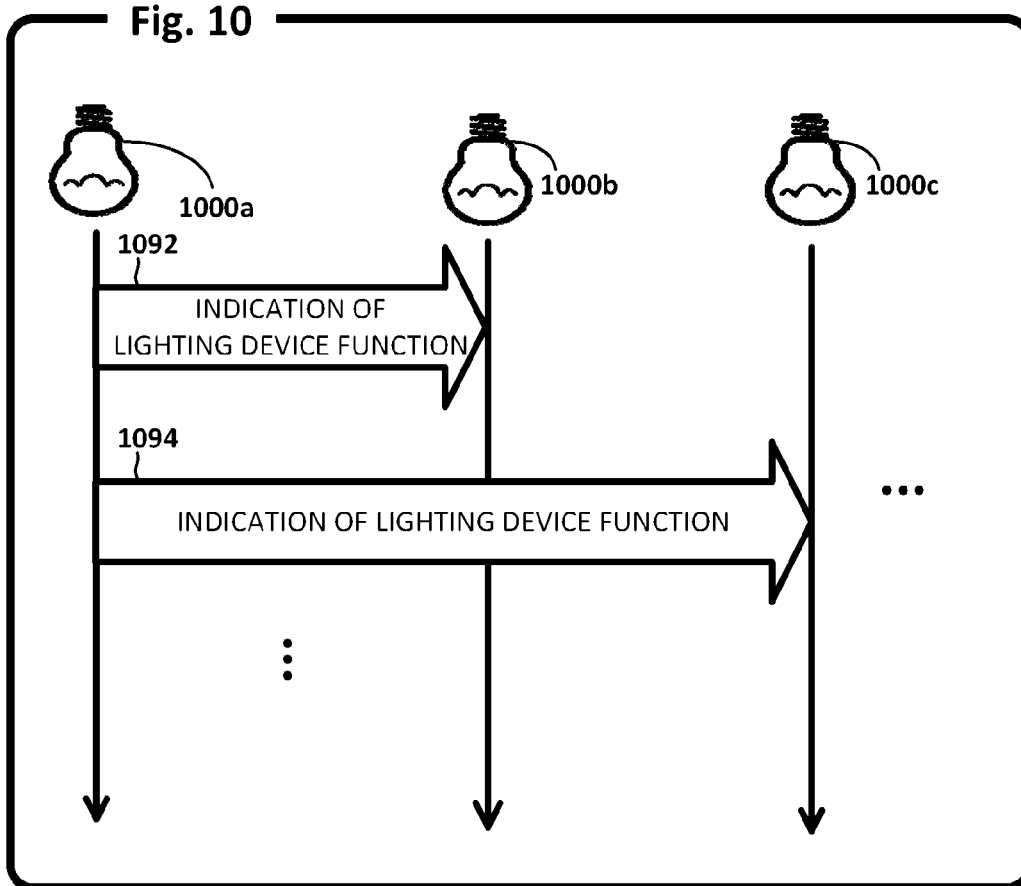 Fig. 10
1000a
1000b
1000c
1092
INDICATION OF
LIGHTING DEVICE FUNCTION
1094
INDICATION OF LIGHTING DEVICE FUNCTION